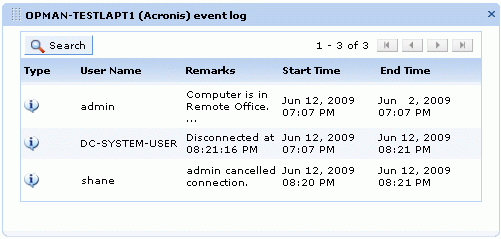 OPMAN-TESTLAPT1 (Acronis) event log
Search
1 - 3 of 3
Type User Name Remarks Start Time End Time
admin Computer is in Remote Office. ... Jun 12, 2009 07:07 PM Jun 2, 2009 07:07 PM
DC-SYSTEM-USER Disconnected at 08:21:16 PM Jun 12, 2009 07:07 PM Jun 12, 2009 08:21 PM
shane admin cancelled connection. Jun 12, 2009 08:20 PM Jun 12, 2009 08:21 PM